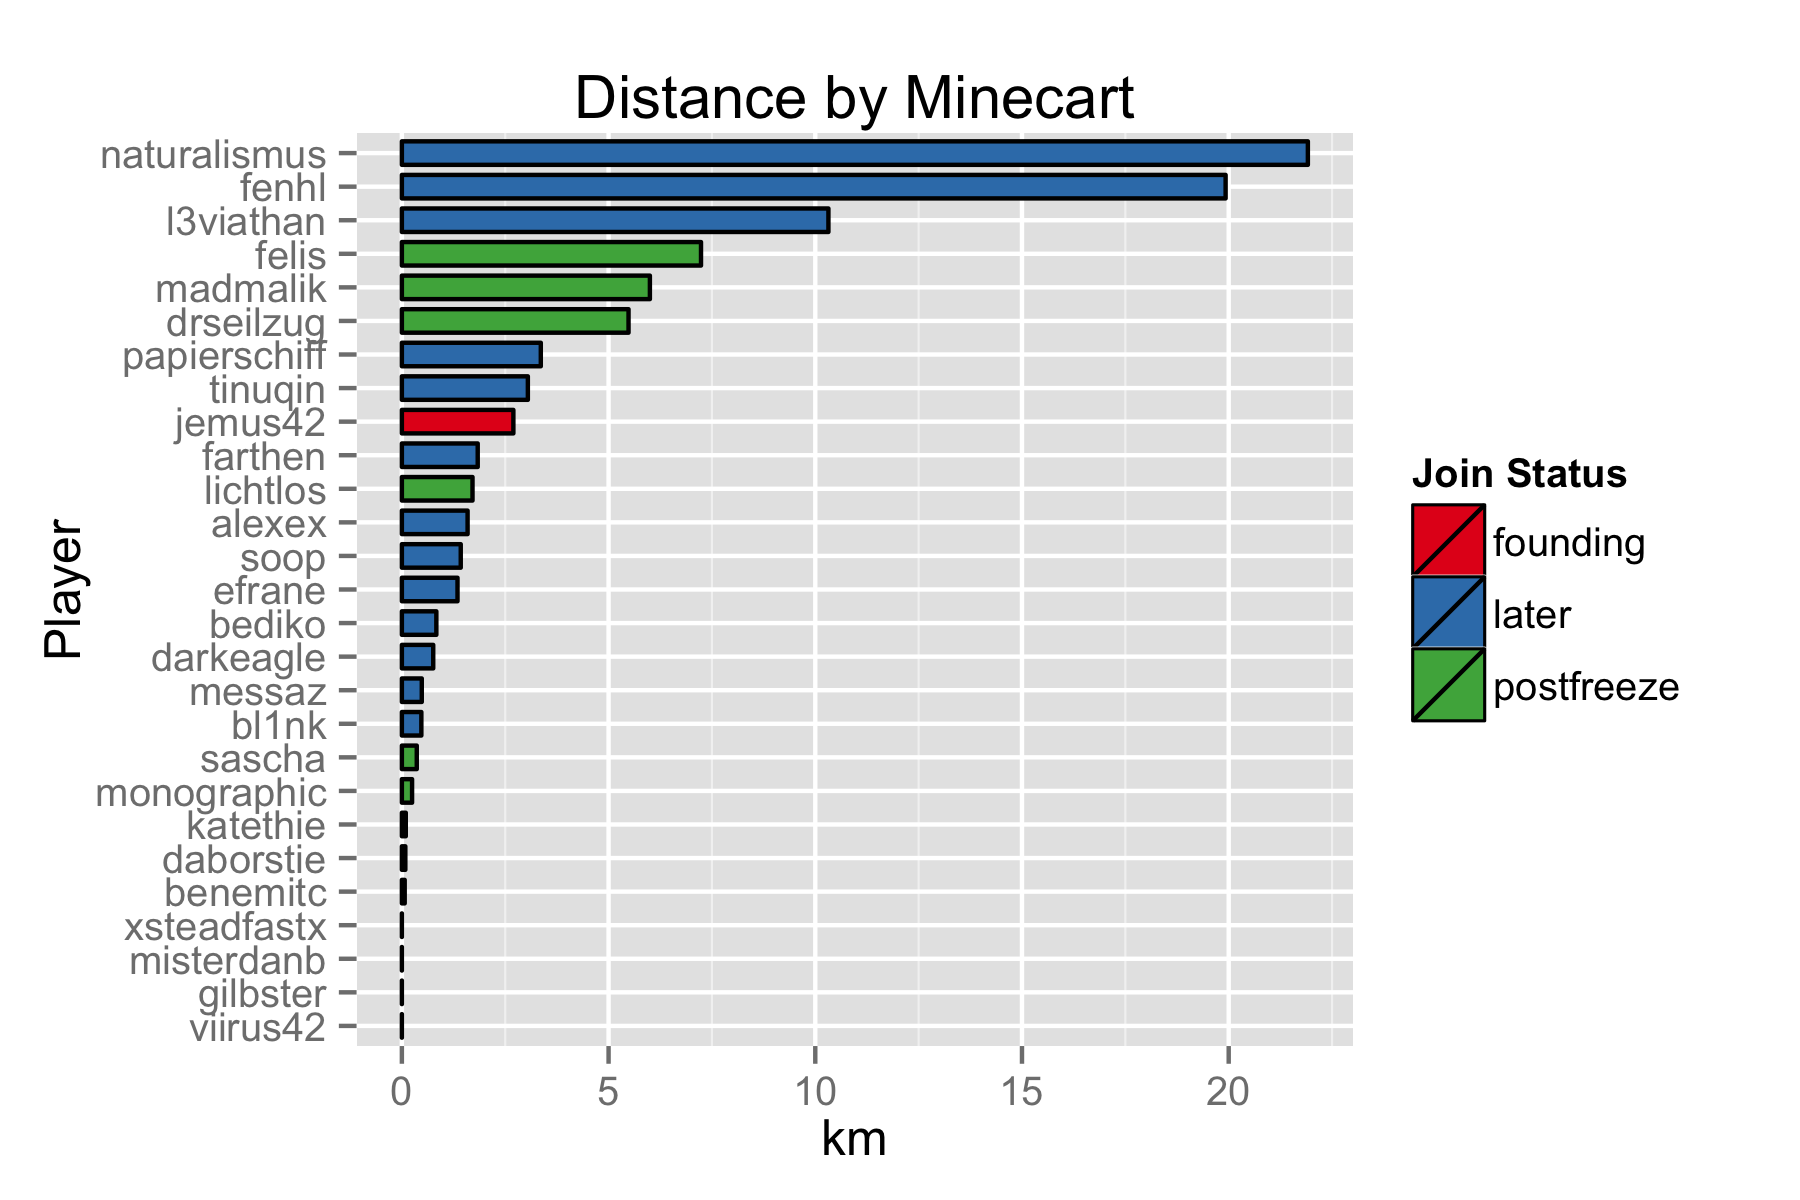 Distance by Minecart
naturalismus
fenhl
l3viathan
felis
madmalik
drseilzug
papierschiff
tinuqin
jemus42
farthen
lichtlos
alexex
soop
efrane
bediko
darkeagle
messaz
bl1nk
sascha
monographic
katethie
daborstie
benemitc
xsteadfastx
misterdanb
gilbster
viirus42
Player
0 5 10 15 20
km
Join Status
founding
later
postfreeze